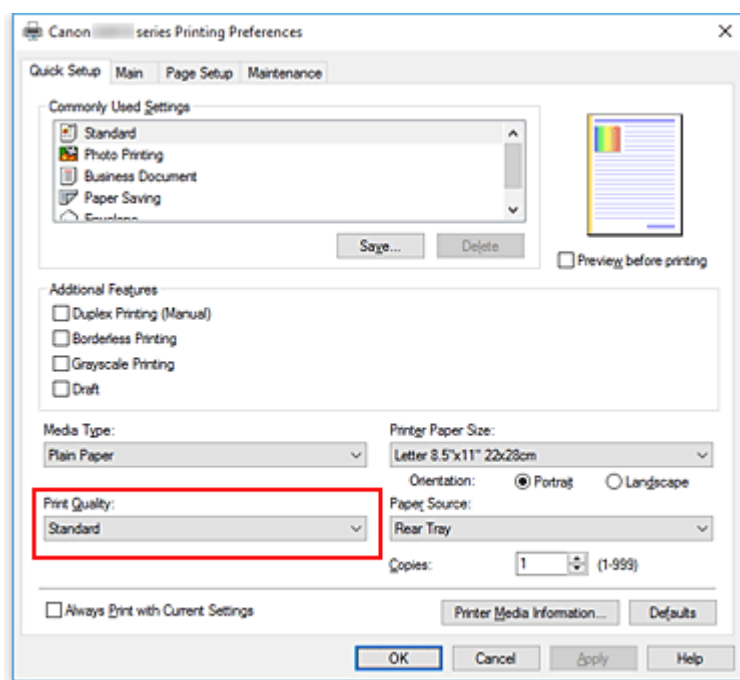 Canon series Printing Preferences
Quick Setup Main Page Setup Maintenance
Commonly Used Settings
Standard
Photo Printing
Business Document
Paper Saving
Save... Delete
Preview before printing
Additional Features
Duplex Printing (Manual)
Borderless Printing
Grayscale Printing
Draft
Media Type:
Plain Paper
Printer Paper Size:
Letter 8.5"x11" 22x28cm
Orientation: Portrait Landscape
Print Quality:
Standard
Paper Source:
Rear Tray
Copies: 1 (1-999)
Always Print with Current Settings
Printer Media Information... Defaults
OK Cancel Apply Help